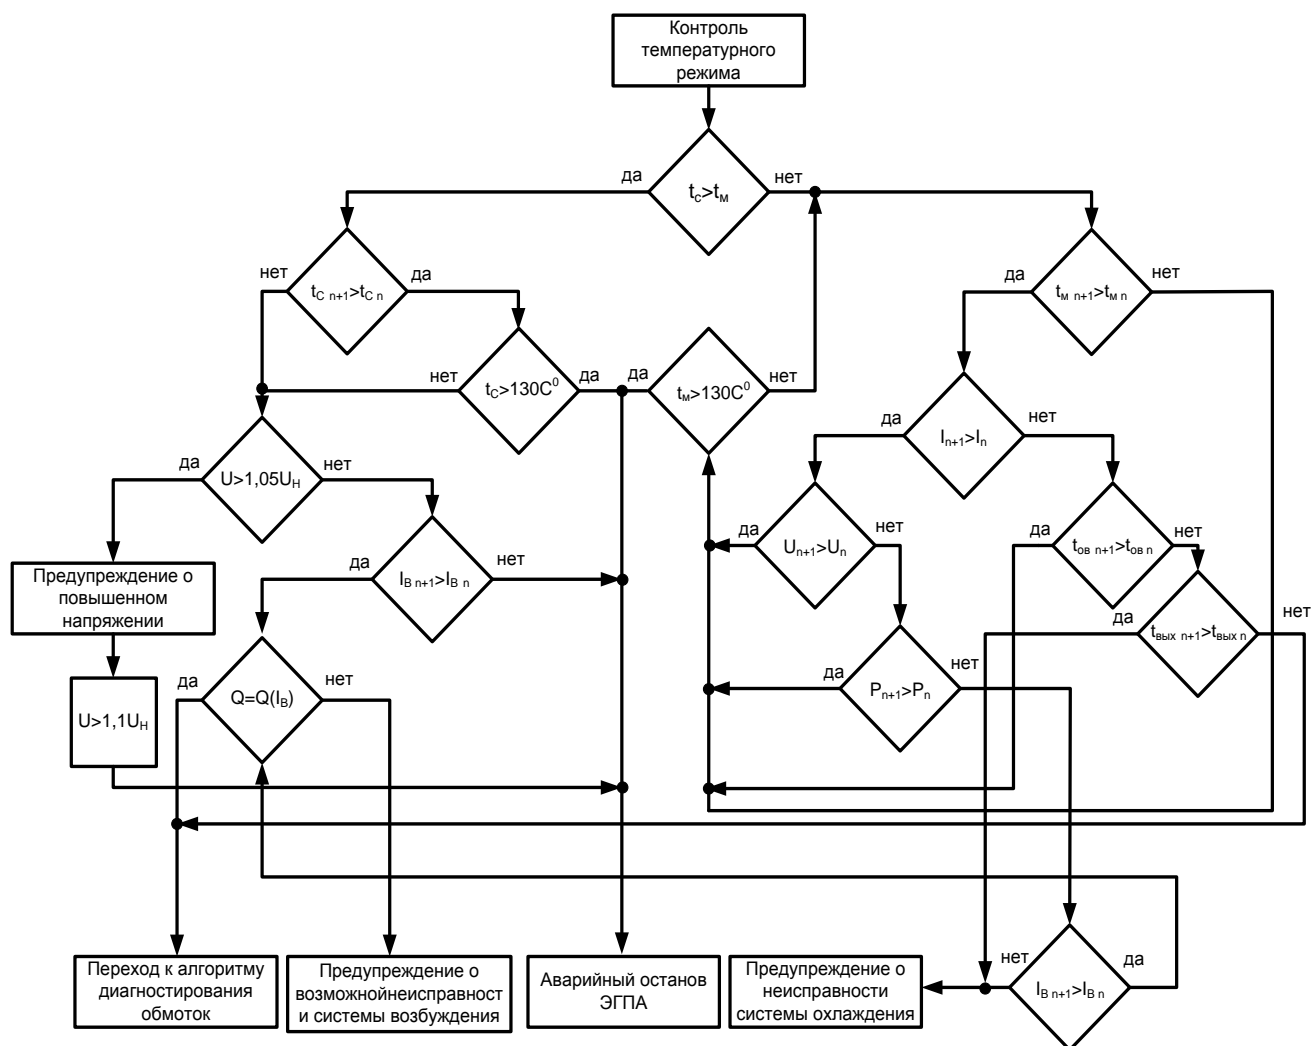 Контроль
температурного
режима
да
нет
tс>tм
нет
да
tС n+1>tС n
да
нет
tм n+1>tм n
нет
tС>130C⁰
да
да
tм>130C⁰
нет
да
нет
In+1>In
да
нет
U>1,05UН
да
нет
Un+1>Un
да
нет
tов n+1>tов n
да
нет
IВ n+1>IВ n
Предупреждение о
повышенном
напряжении
да
нет
tвых n+1>tвых n
да
нет
Q=Q(IВ)
да
нет
Pn+1>Pn
U>1,1UН
нет
да
IВ n+1>IВ n
Переход к алгоритму
диагностирования
обмоток
Предупреждение о
возможнойнеисправност
и системы возбуждения
Аварийный останов
ЭГПА
Предупреждение о
неисправности
системы охлаждения